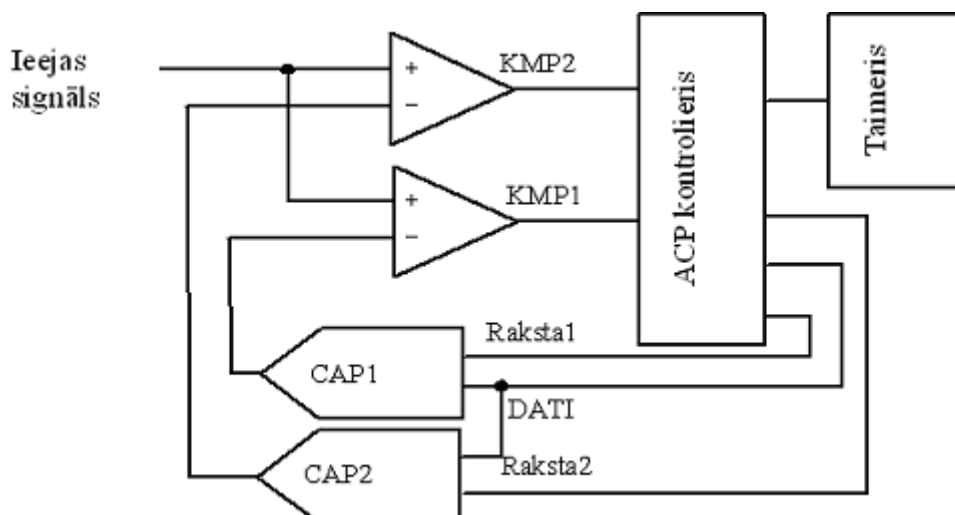 Ieejas
signāls
+
−
KMP2
+
−
KMP1
ACP kontrolieris
Taimeris
Raksta1
CAP1
DATI
Raksta2
CAP2